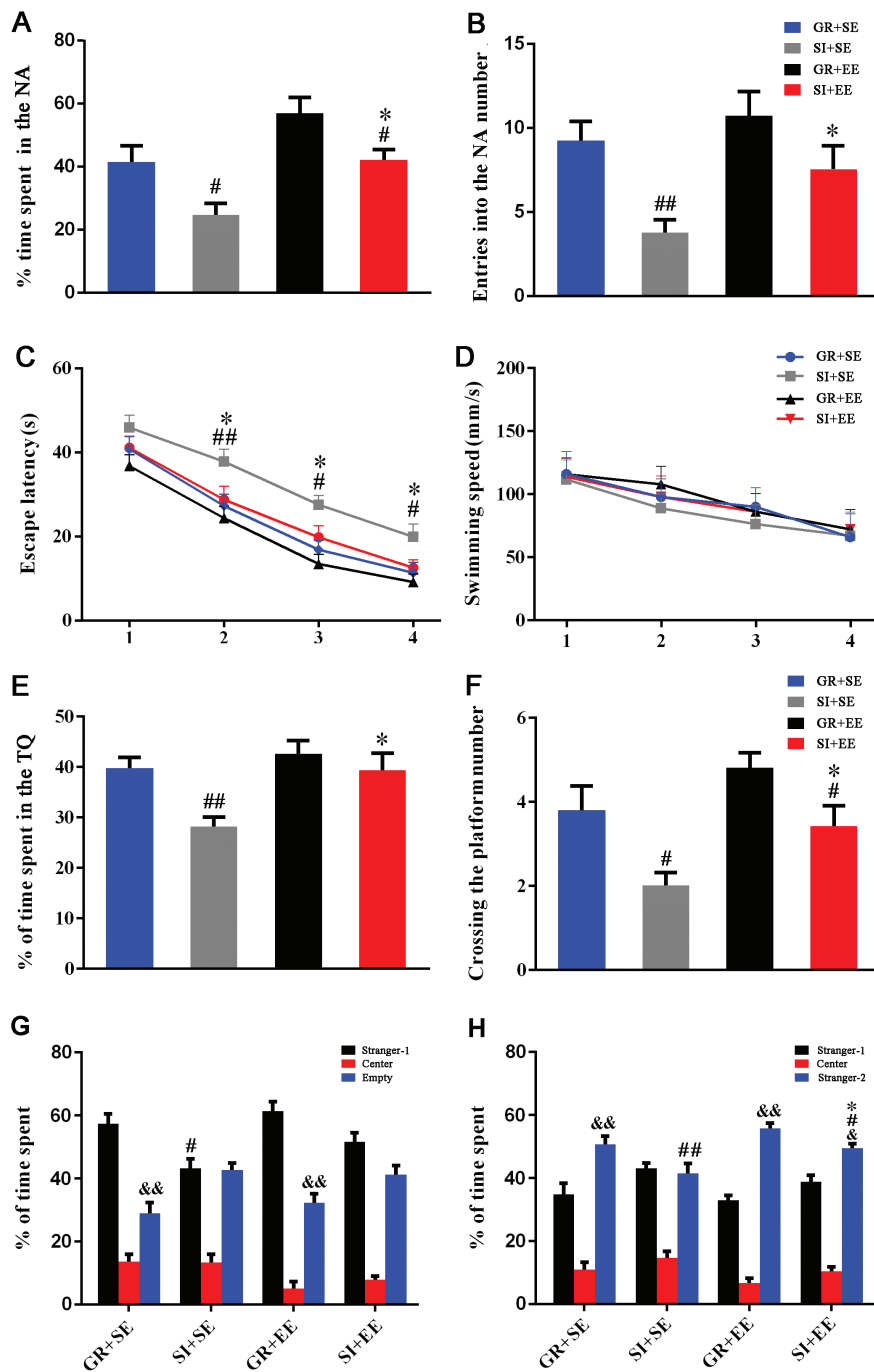 A
% time spent in the NA
80
60
40
20
0
#
*
#
B
Entries into the NA number
15
10
5
0
##
*
GR+SE
SI+SE
GR+EE
SI+EE
C
Escape latency(s)
60
40
20
0
*
##
*
#
*
#
1 2 3 4
D
Swimming speed(mm/s)
200
150
100
50
0
GR+SE
SI+SE
GR+EE
SI+EE
1 2 3 4
E
% of time spent in the TQ
50
40
30
20
10
0
##
*
F
Crossing the platform number
6
4
2
0
#
*
#
GR+SE
SI+SE
GR+EE
SI+EE
G
% of time spent
80
60
40
20
0
Stranger-1
Center
Empty
&&
#
&&
GR+SE SI+SE GR+EE SI+EE
H
% of time spent
80
60
40
20
0
Stranger-1
Center
Stranger-2
&&
##
&&
*
#
&
GR+SE SI+SE GR+EE SI+EE